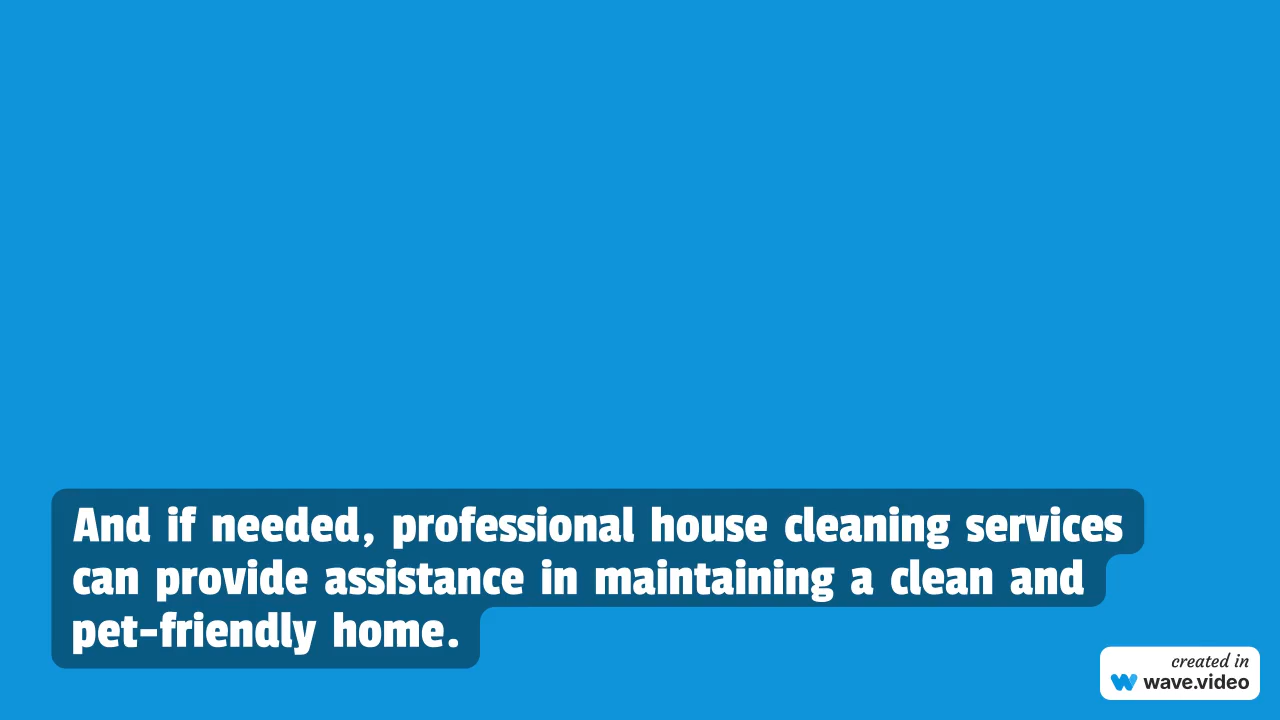 And if needed, professional house cleaning services
can provide assistance in maintaining a clean and
pet-friendly home.
created in
wave.video